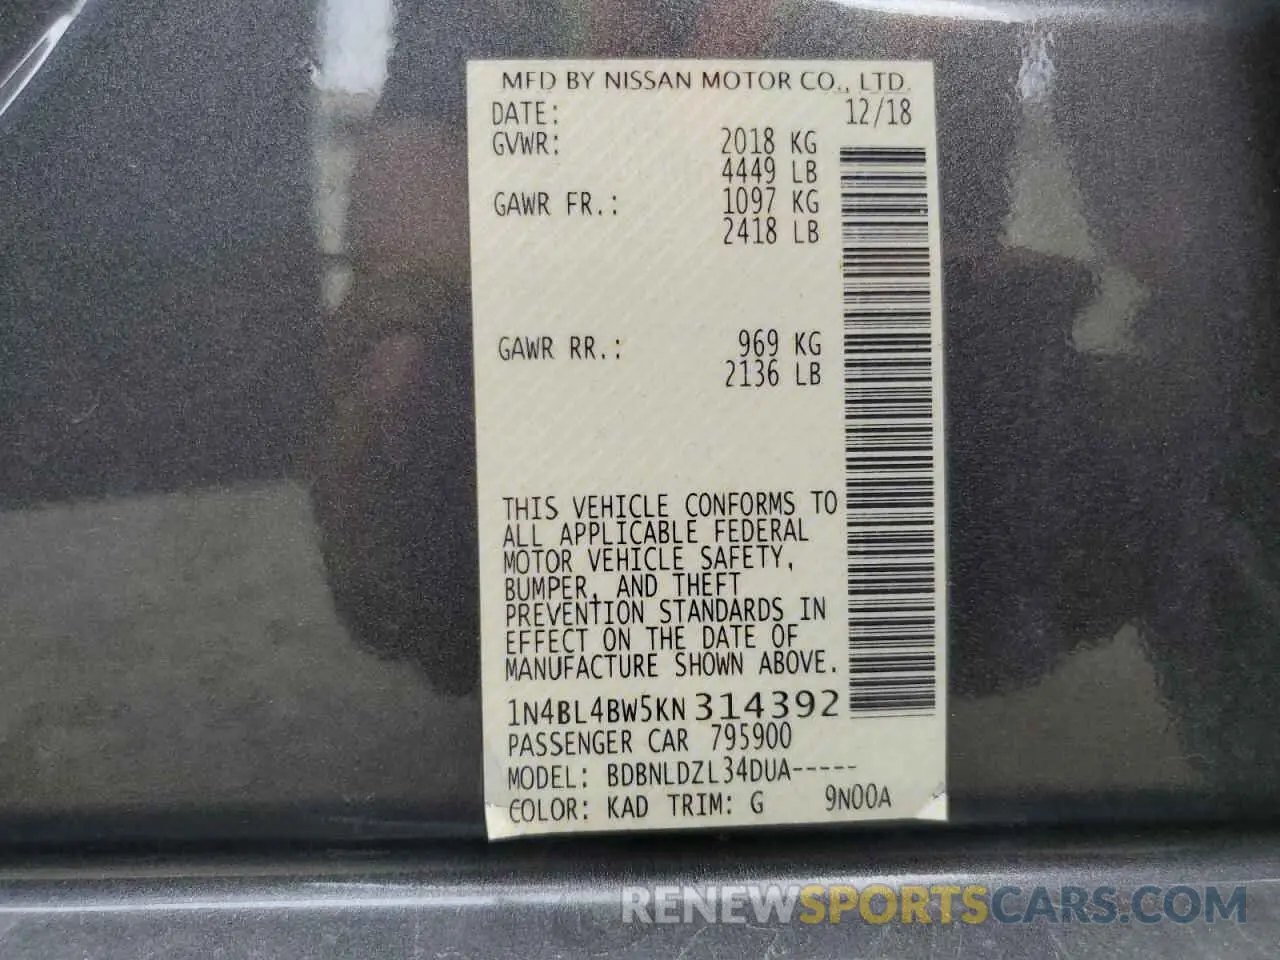 MFD BY NISSAN MOTOR CO., LTD.
DATE: 12/18
GVWR: 2018 KG
4449 LB
GAWR FR.: 1097 KG
2418 LB
GAWR RR.: 969 KG
2136 LB
THIS VEHICLE CONFORMS TO
ALL APPLICABLE FEDERAL
MOTOR VEHICLE SAFETY,
BUMPER, AND THEFT
PREVENTION STANDARDS IN
EFFECT ON THE DATE OF
MANUFACTURE SHOWN ABOVE.
1N4BL4BW5KN314392
PASSENGER CAR 795900
MODEL: BDBNLDZL34DUA-----
COLOR: KAD TRIM: G 9N00A
RENEWSPORTSCARS.COM